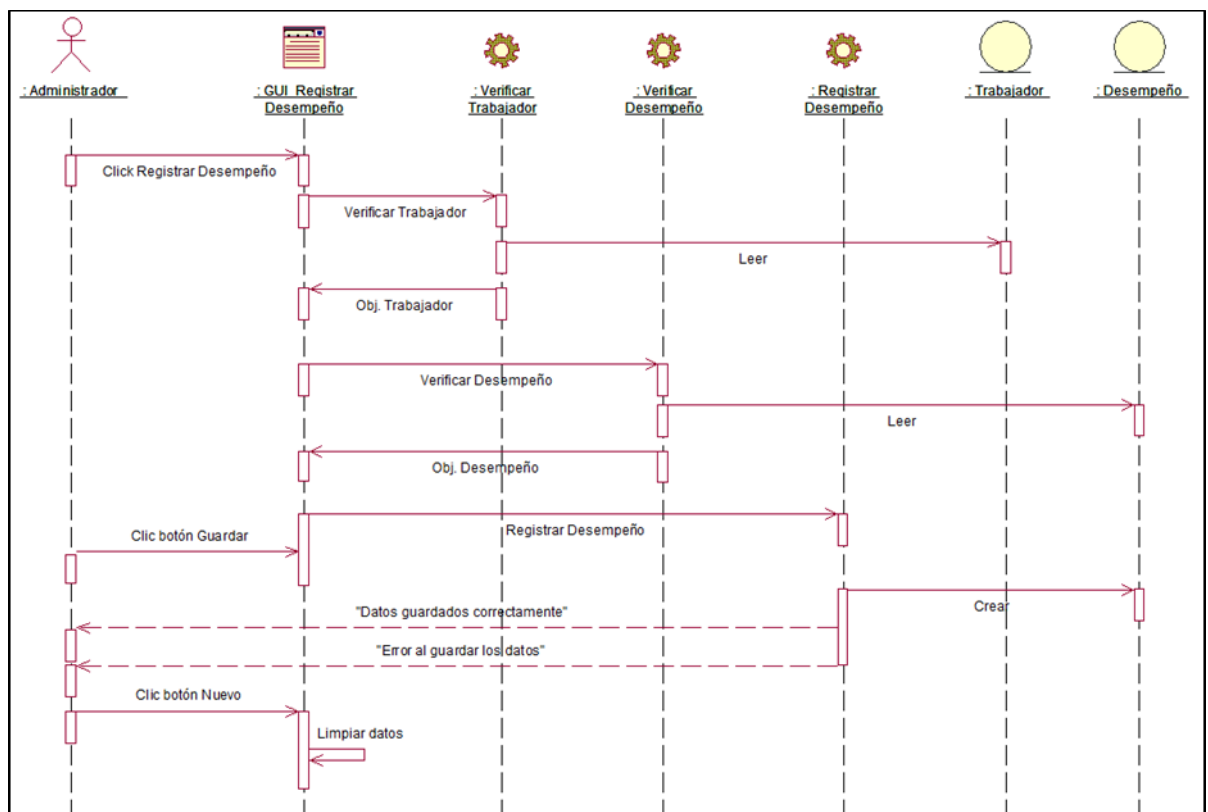 : Administrador
: GUI_Registrar
Desempeño
: Verificar
Trabajador
: Verificar
Desempeño
: Registrar
Desempeño
: Trabajador
: Desempeño
Click Registrar Desempeño
Verificar Trabajador
Leer
Obj. Trabajador
Verificar Desempeño
Leer
Obj. Desempeño
Registrar Desempeño
Clic botón Guardar
Crear
"Datos guardados correctamente"
"Error al guardar los datos"
Clic botón Nuevo
Limpiar datos